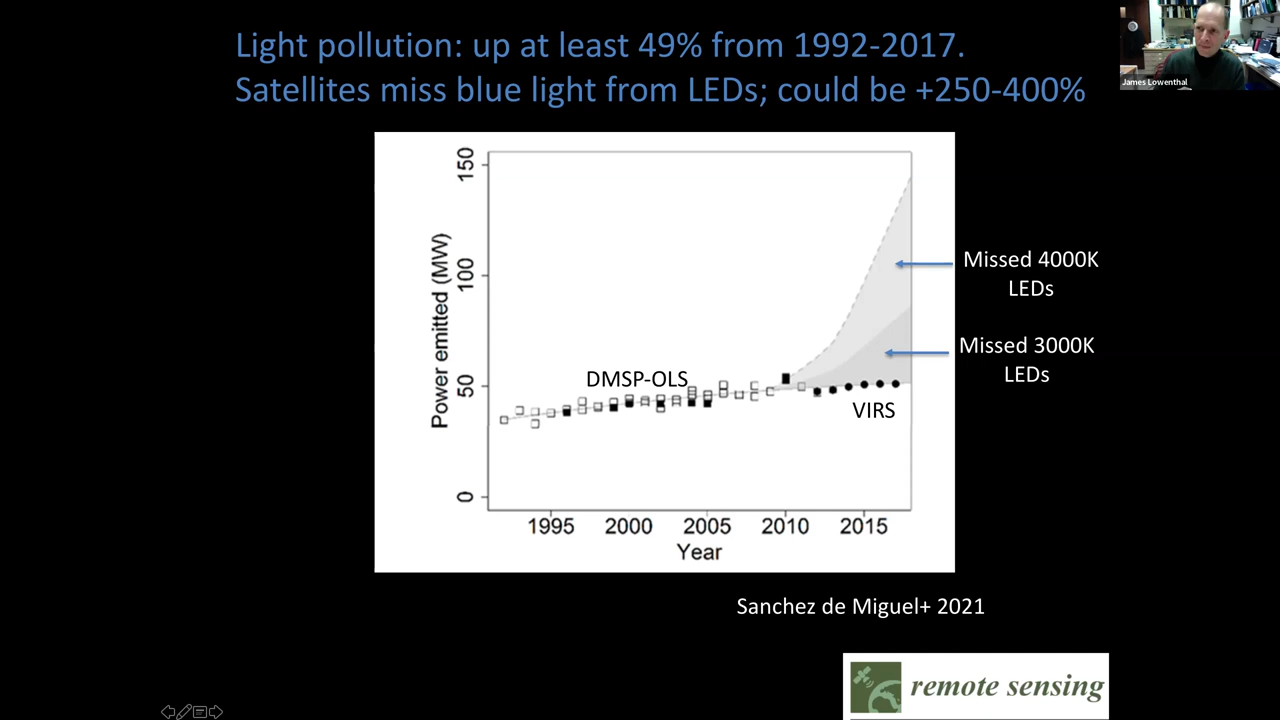 Light pollution: up at least 49% from 1992-2017.
Satellites miss blue light from LEDs; could be +250-400%
James Lowenthal
150
100
50
0
Power emitted (MW)
DMSP-OLS
VIRS
Missed 4000K
LEDs
Missed 3000K
LEDs
1995 2000 2005 2010 2015
Year
Sanchez de Miguel+ 2021
remote sensing